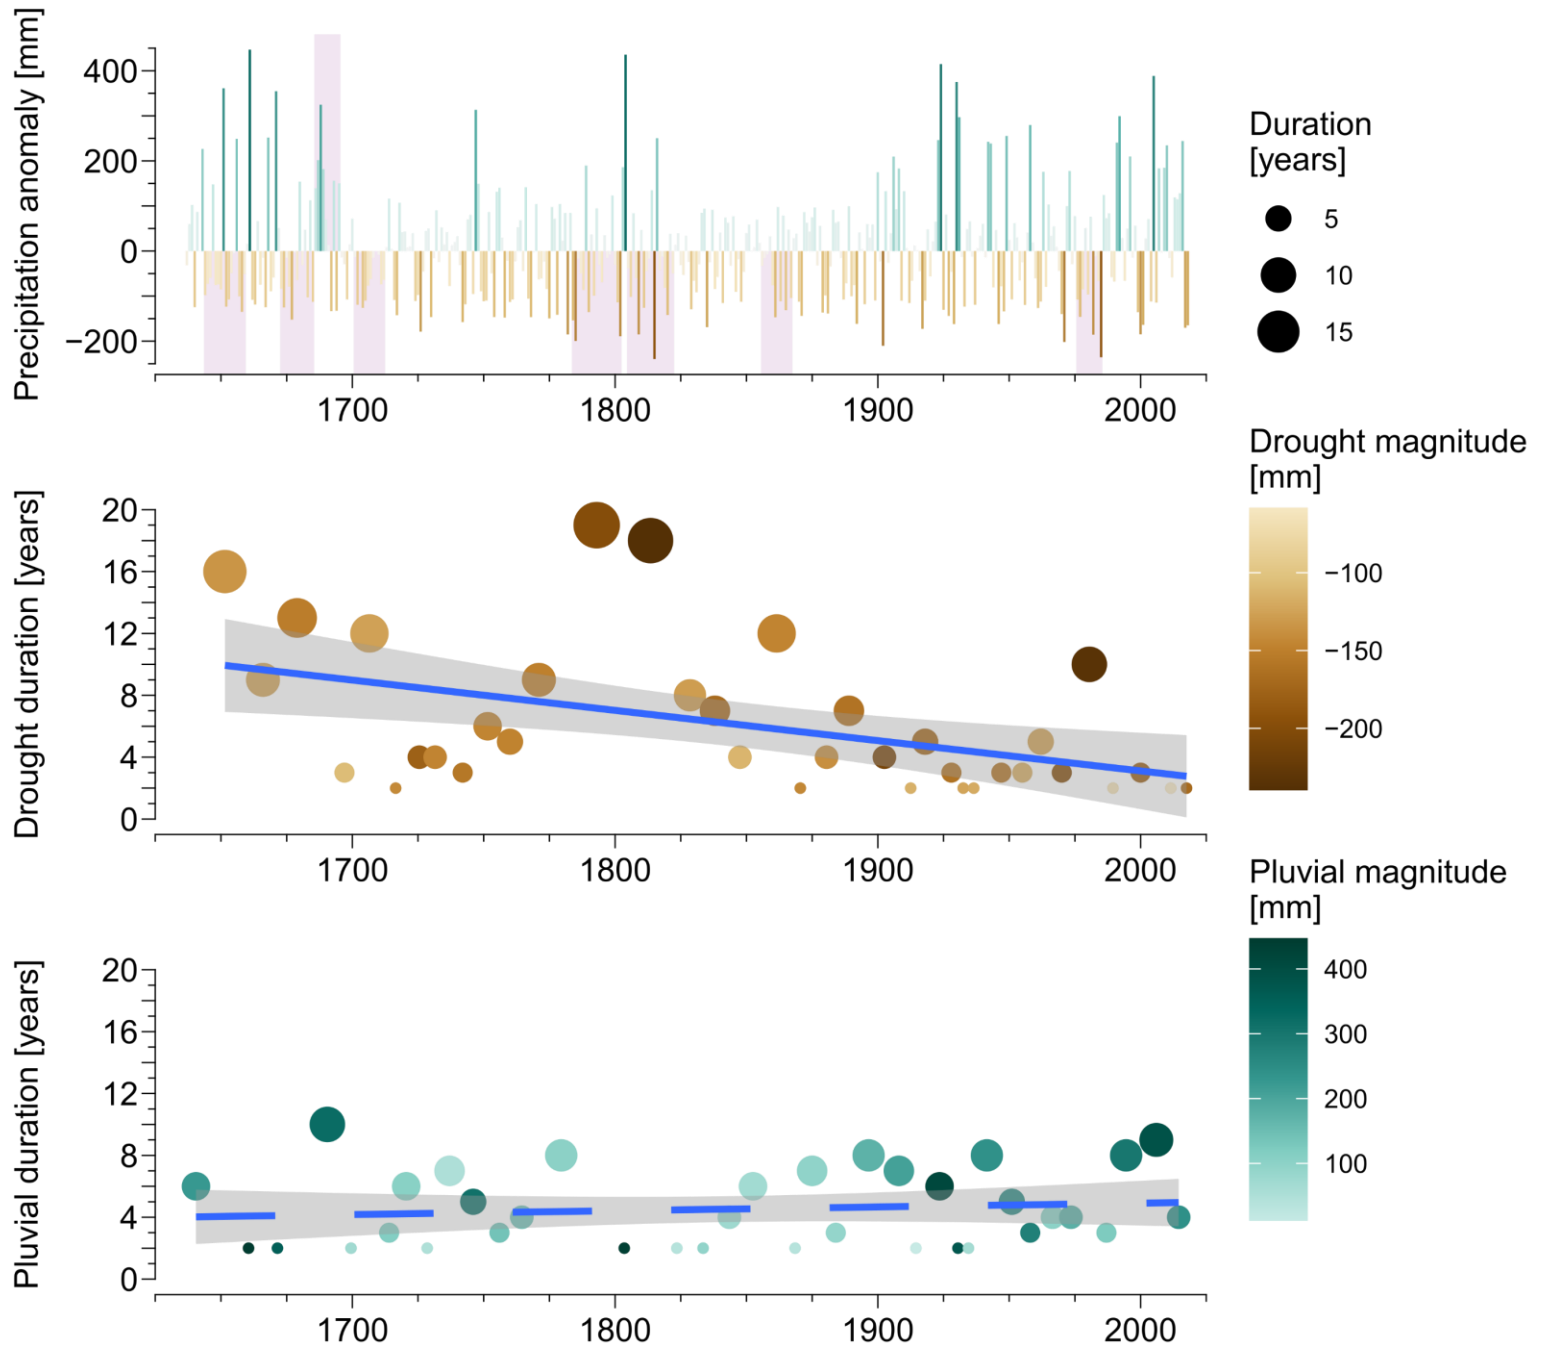 Precipitation anomaly [mm]
400
200
0
−200
1700 1800 1900 2000
Drought duration [years]
20
16
12
8
4
0
1700 1800 1900 2000
Pluvial duration [years]
20
16
12
8
4
0
1700 1800 1900 2000
Duration
[years]
5
10
15
Drought magnitude
[mm]
−100
−150
−200
Pluvial magnitude
[mm]
400
300
200
100